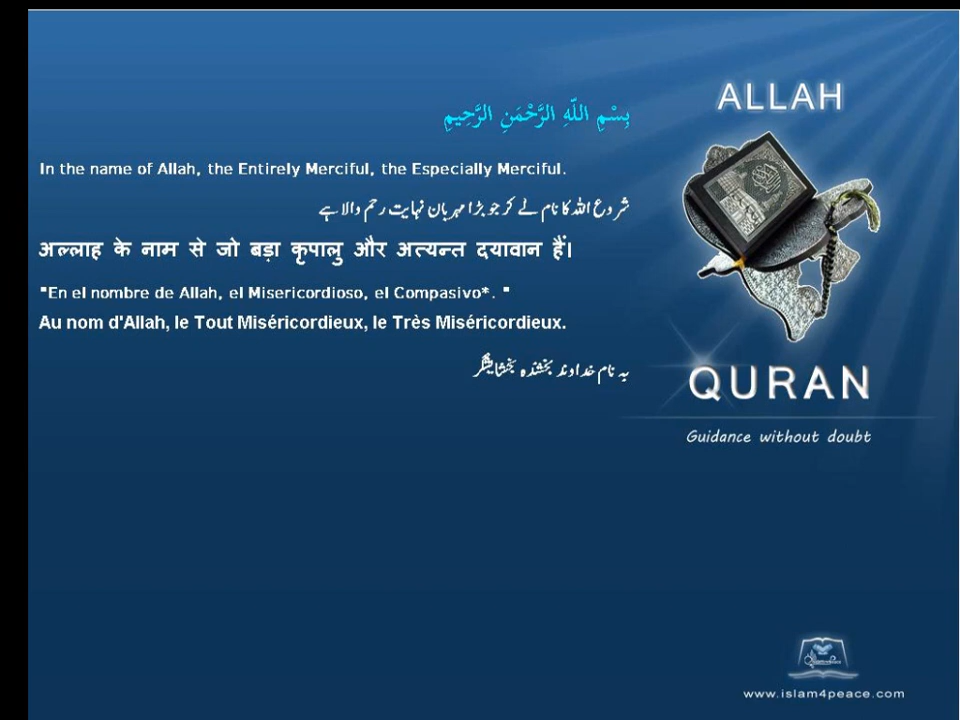 بِسْمِ اللّهِ الرَّحْمَنِ الرَّحِيمِ
In the name of Allah, the Entirely Merciful, the Especially Merciful.
شروع الله کا نام لے کر جو بڑا مہربان نہایت رحم والا ہے
अल्लाह के नाम से जो बड़ा कृपालु और अत्यन्त दयावान हैं।
"En el nombre de Allah, el Misericordioso, el Compasivo*. "
Au nom d'Allah, le Tout Miséricordieux, le Très Miséricordieux.
به نام خداوند بخشنده بخشایشگر
ALLAH
QURAN
Guidance without doubt
www.islam4peace.com